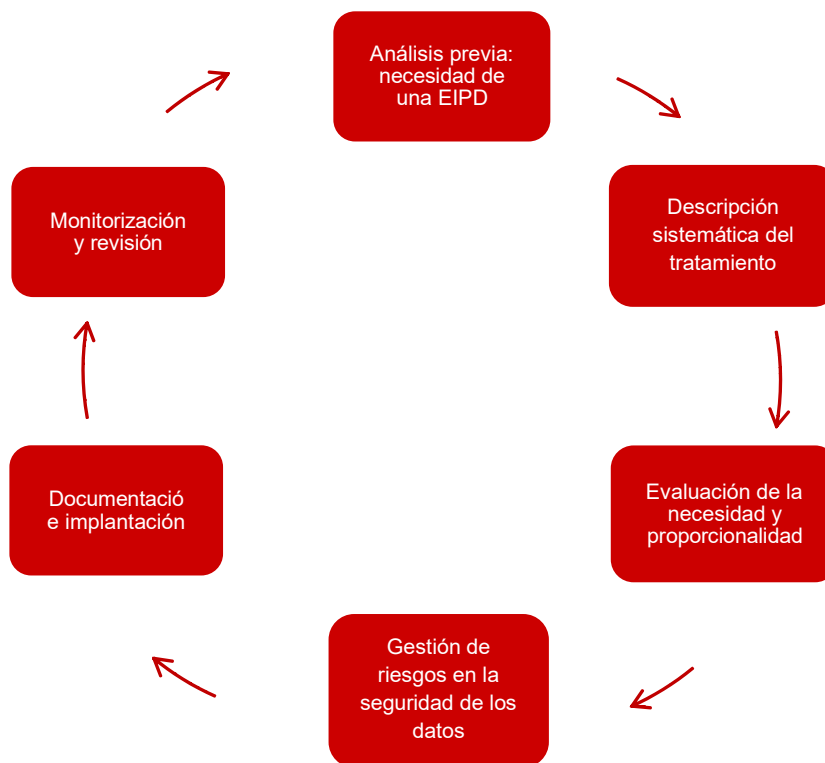 Análisis previa:
necesidad de
una EIPD
Descripción
sistemática del
tratamiento
Evaluación de la
necesidad y
proporcionalidad
Gestión de
riesgos en la
seguridad de los
datos
Documentació
e implantación
Monitorización
y revisión